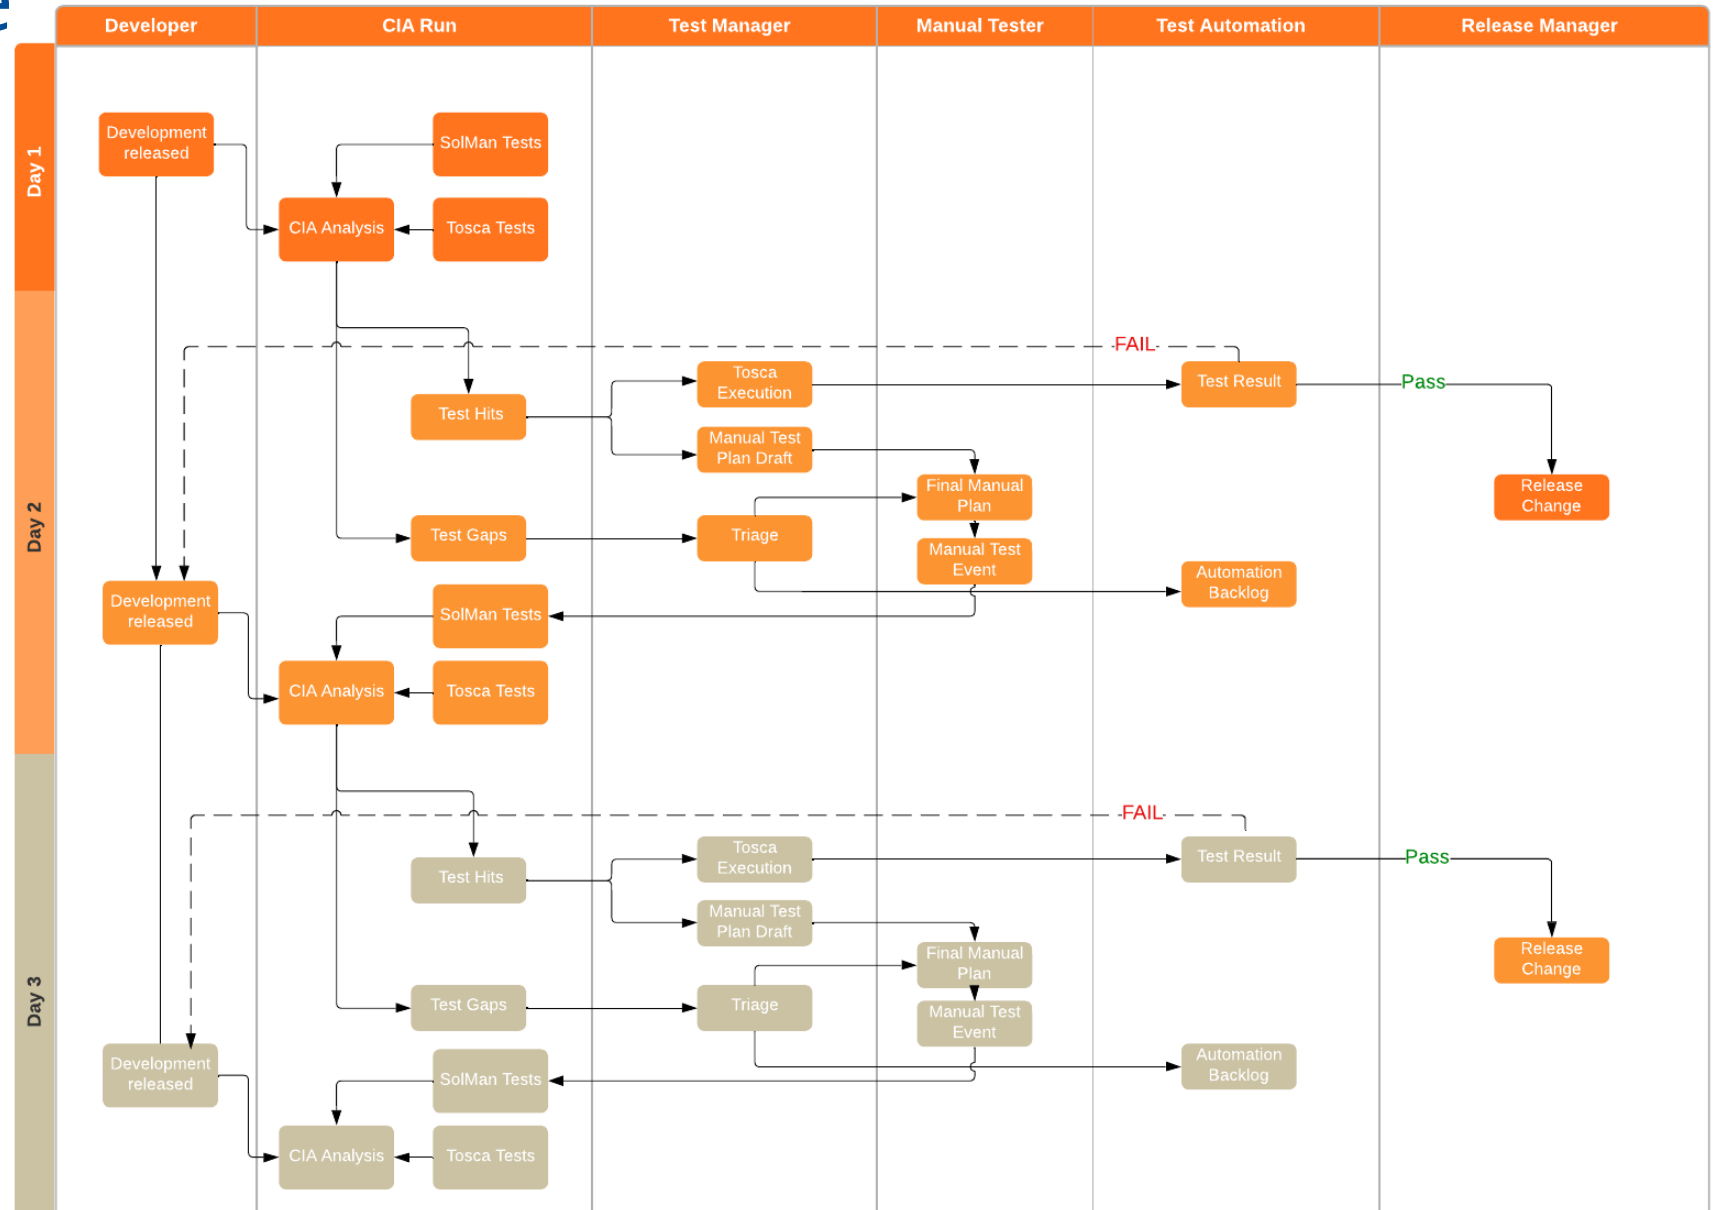 e
Developer
CIA Run
Test Manager
Manual Tester
Test Automation
Release Manager
Day 1
Development
released
SolMan Tests
CIA Analysis
Tosca Tests
Day 2
FAIL
Tosca
Execution
Test Result
Pass
Test Hits
Manual Test
Plan Draft
Final Manual
Plan
Release
Change
Test Gaps
Triage
Manual Test
Event
Automation
Backlog
Development
released
SolMan Tests
CIA Analysis
Tosca Tests
Day 3
FAIL
Tosca
Execution
Test Result
Pass
Test Hits
Manual Test
Plan Draft
Final Manual
Plan
Release
Change
Test Gaps
Triage
Manual Test
Event
Automation
Backlog
Development
released
SolMan Tests
CIA Analysis
Tosca Tests